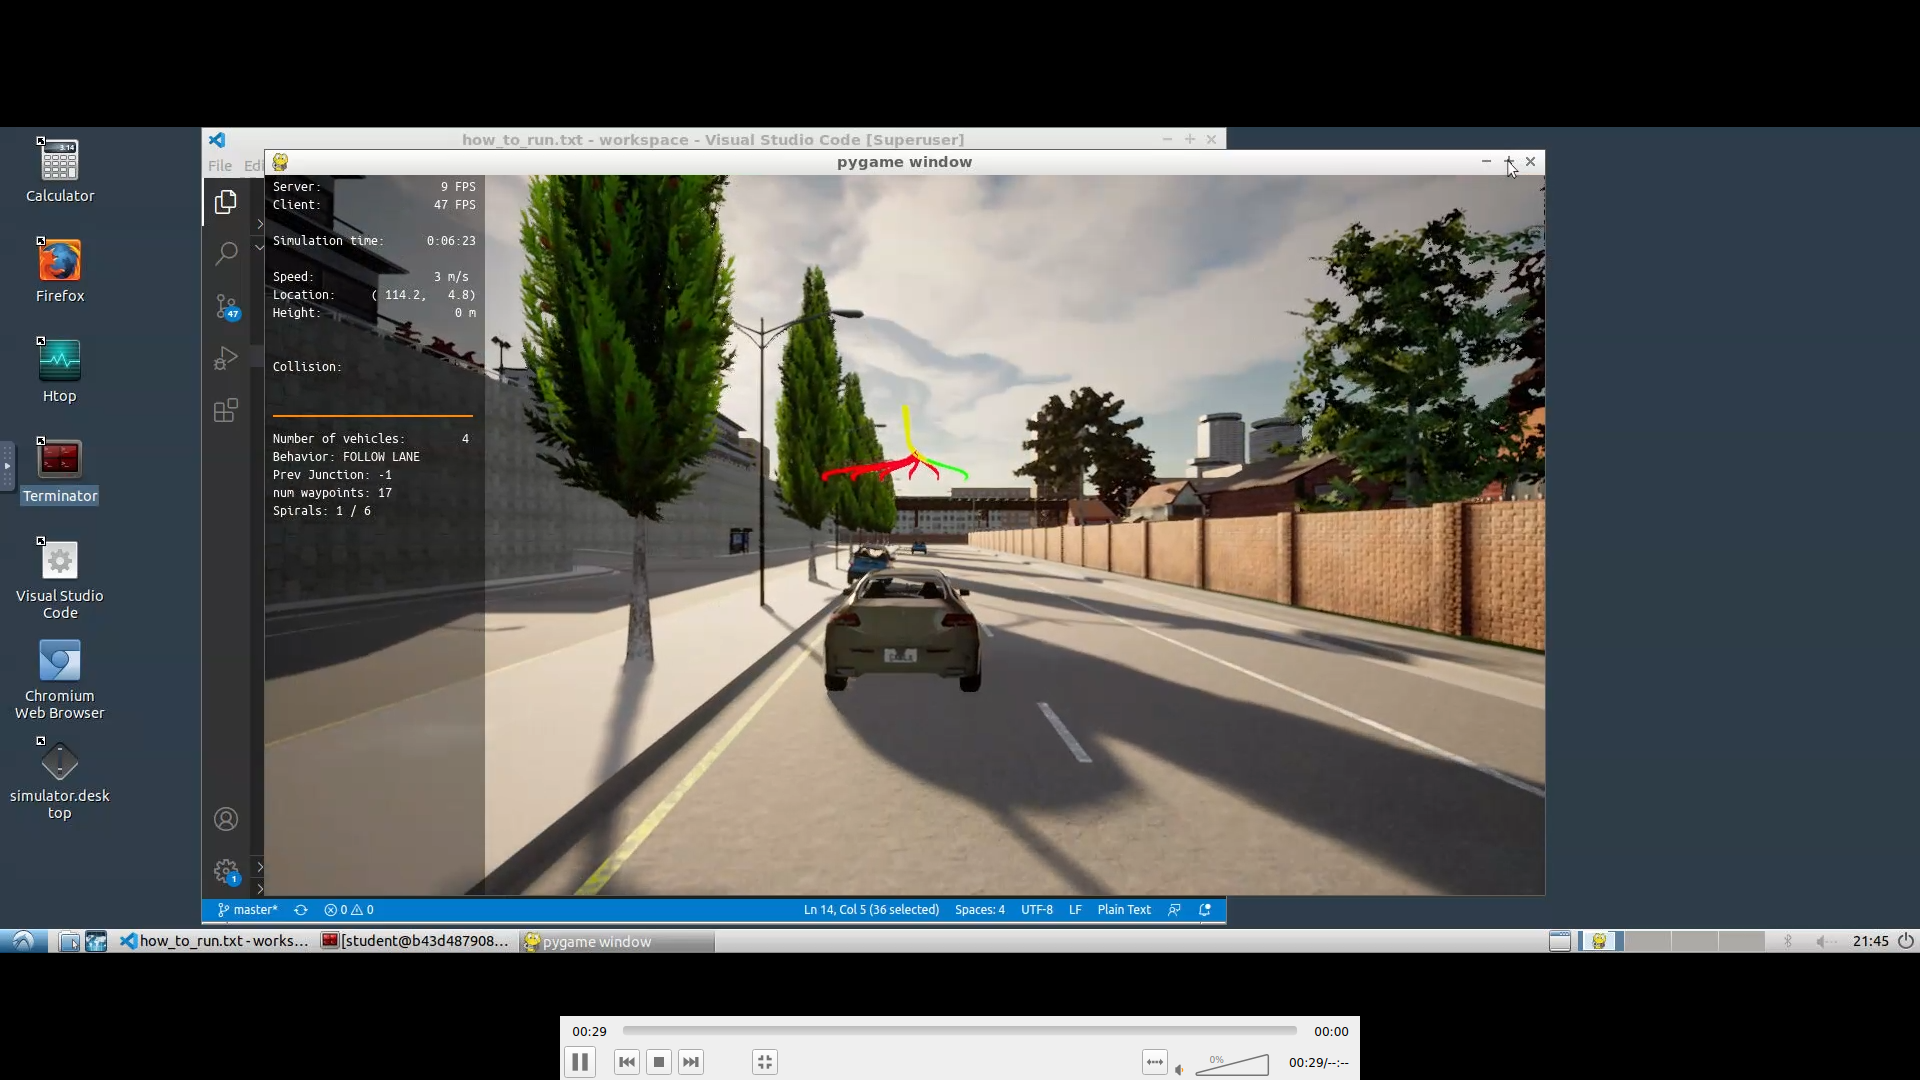 how_to_run.txt - workspace - Visual Studio Code [Superuser]
File Edi
pygame window
Server: 9 FPS
Client: 47 FPS
Simulation time: 0:06:23
Speed: 3 m/s
Location: ( 114.2, 4.8)
Height: 0 m
Collision:
Number of vehicles: 4
Behavior: FOLLOW LANE
Prev Junction: -1
num waypoints: 17
Spirals: 1 / 6
3.14
Calculator
Firefox
Htop
Terminator
Visual Studio
Code
Chromium
Web Browser
simulator.desk
top
47
1
master* 0 0
Ln 14, Col 5 (36 selected) Spaces: 4 UTF-8 LF Plain Text
how_to_run.txt - works... [student@b43d487908... pygame window
21:45
00:29 00:00
0% 00:29/--:--